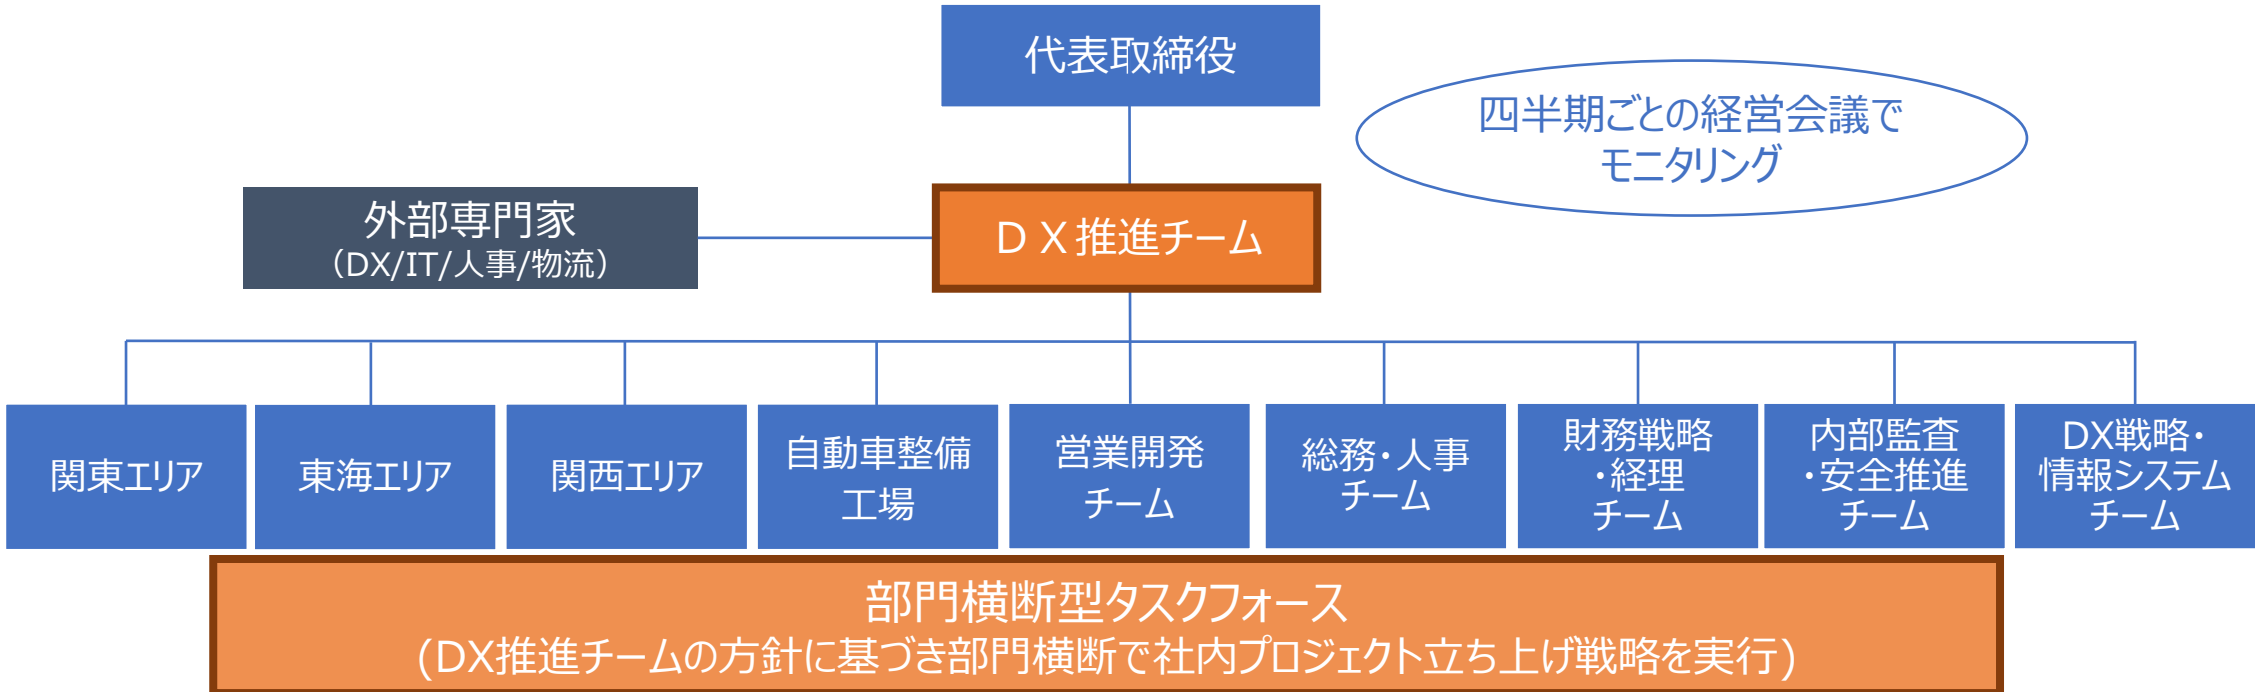 代表取締役
四半期ごとの経営会議で
モニタリング
外部専門家
（DX/IT/人事/物流）
ＤＸ推進チーム
関東エリア
東海エリア
関西エリア
自動車整備
工場
営業開発
チーム
総務・人事
チーム
財務戦略
・経理
チーム
内部監査
・安全推進
チーム
DX戦略・
情報システム
チーム
部門横断型タスクフォース
(DX推進チームの方針に基づき部門横断で社内プロジェクト立ち上げ戦略を実行)